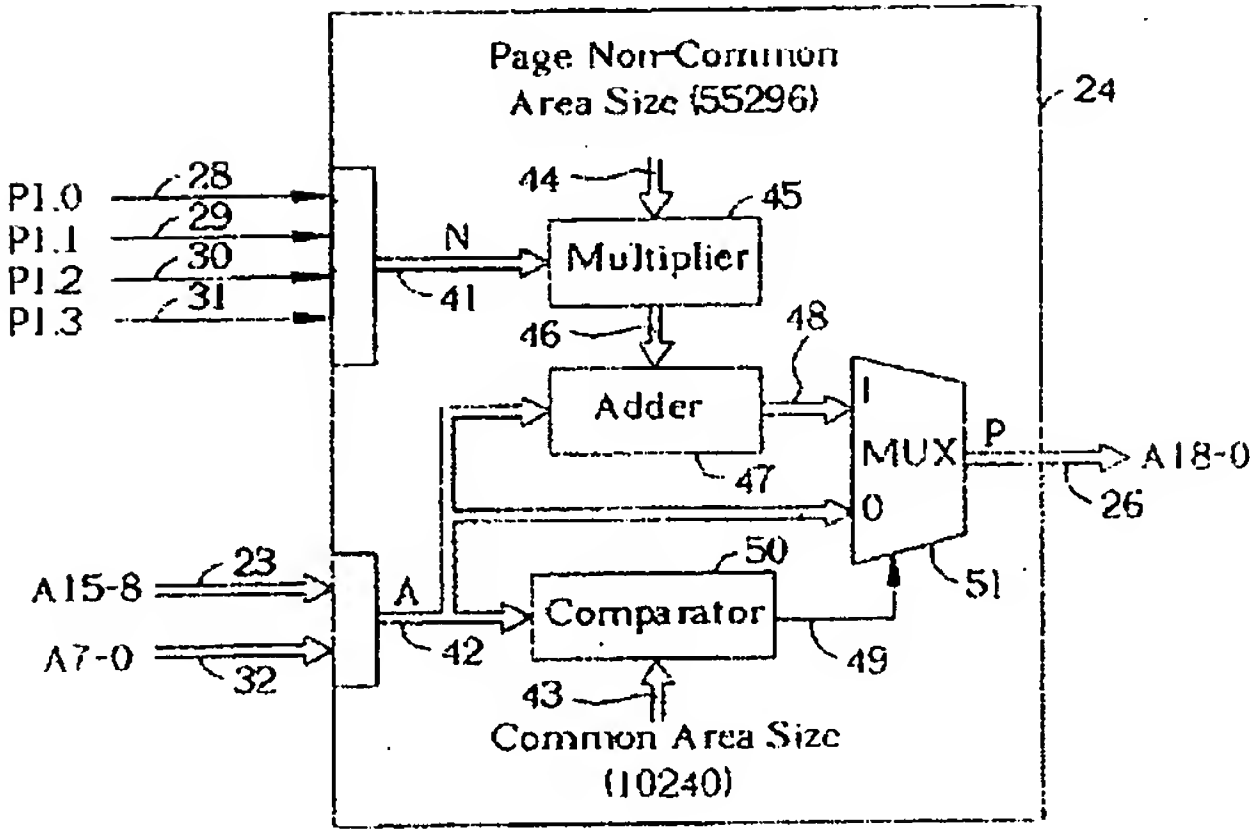 Page Non-Common
Area Size (55296)
24
P1.0
28
P1.1
29
P1.2
30
P1.3
31
N
41
44
45
Multiplier
46
48
Adder
47
1
MUX
0
P
A18-0
26
51
A15-8
23
A7-0
32
A
42
50
Comparator
49
43
Common Area Size
(10240)